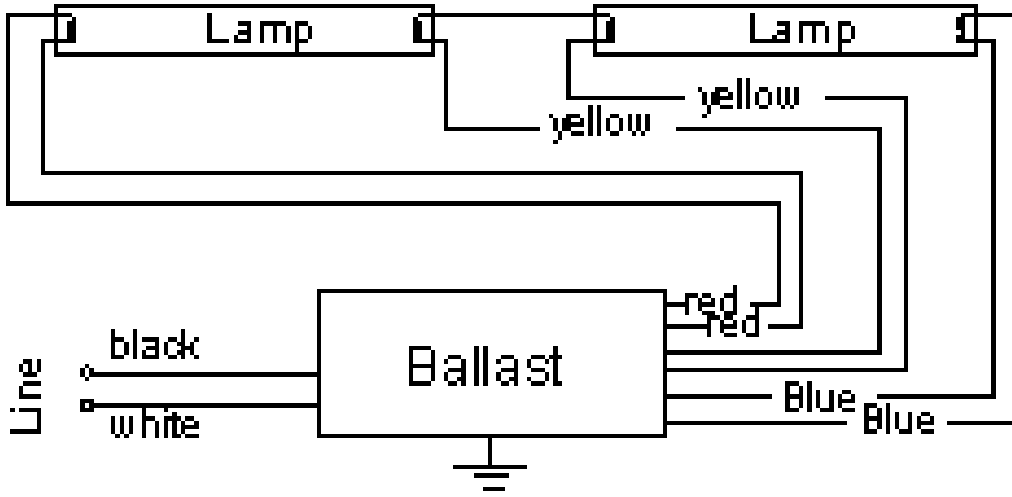 Lamp
Lamp
yellow
yellow
red
red
black
Ballast
Line
white
Blue
Blue